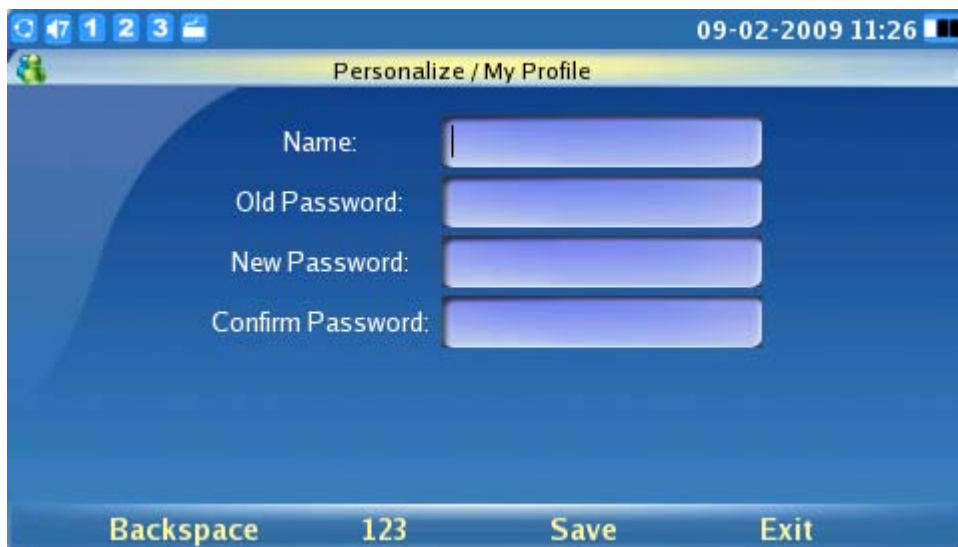 47 1 2 3 09-02-2009 11:26
Personalize / My Profile
Name:
Old Password:
New Password:
Confirm Password:
Backspace 123 Save Exit